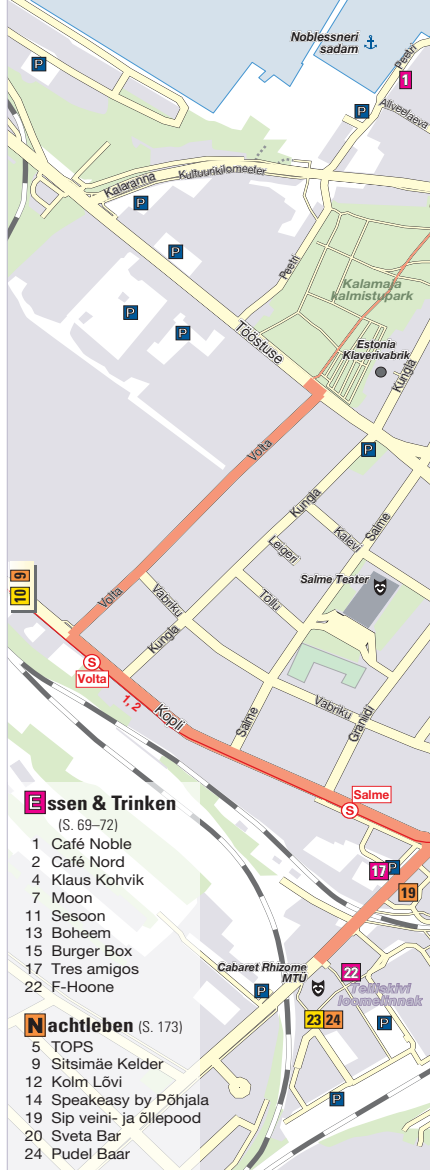 Noblessneri
sadam
P
Peetri
1
P
Allveelaeva
Kalaranna
Kultuurikilomeeter
P
P
Peetri
Kalamaja
kalmistupark
P
P
Tööstuse
Estonia
Klaverivabrik
Kungla
Volta
P
Kungla
Salme
Leigeri
Kalevi
Salme Teater
9
10
Volta
Vabriku
Tollu
Kungla
S
Volta
1, 2
Kopli
Salme
Vabriku
Graniidi
Salme
S
17
P
19
Cabaret Rhizome
MTÜ
22
P
Telliskivi
loomelinnak
23
24
P
P
Essen & Trinken
(S. 69–72)
1 Café Noble
2 Café Nord
4 Klaus Kohvik
7 Moon
11 Sesoon
13 Boheem
15 Burger Box
17 Tres amigos
22 F-Hoone
Nachtleben (S. 173)
5 TOPS
9 Sitsimäe Kelder
12 Kolm Lõvi
14 Speakeasy by Põhjala
19 Sip veini- ja õllepood
20 Sveta Bar
24 Pudel Baar